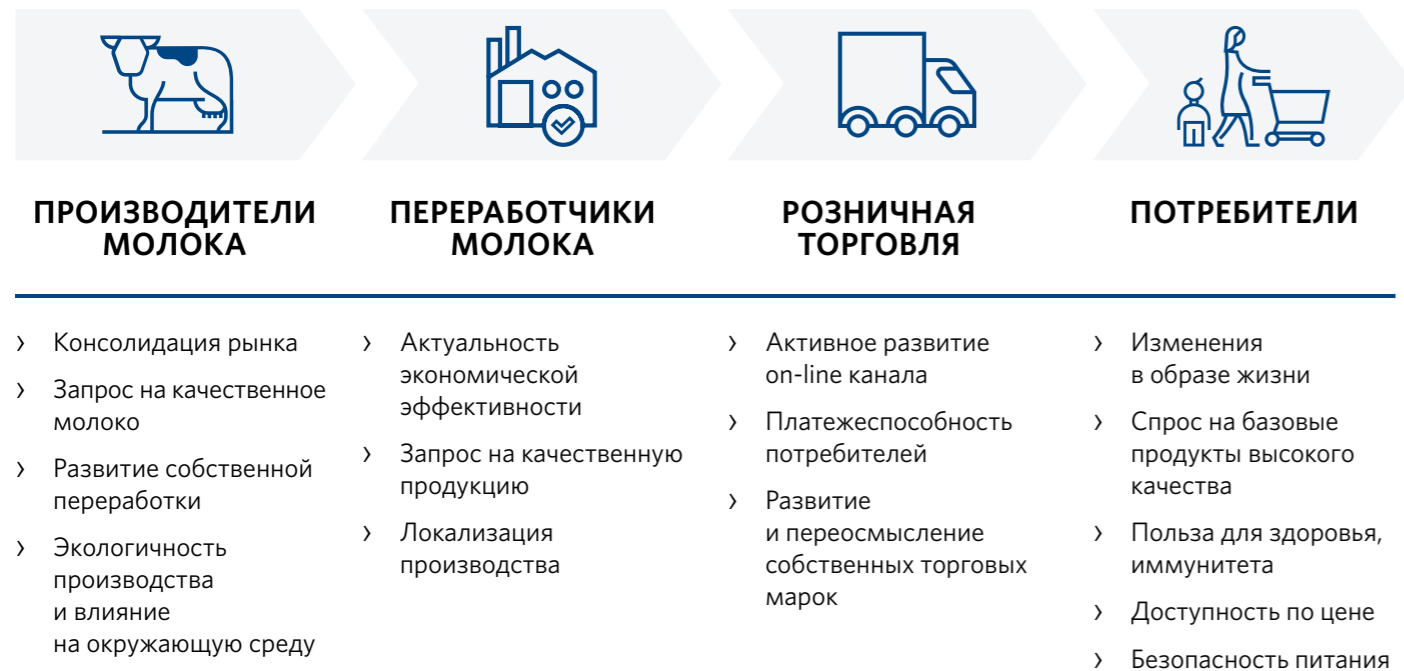 ПРОИЗВОДИТЕЛИ
МОЛОКА
ПЕРЕРАБОТЧИКИ
МОЛОКА
РОЗНИЧНАЯ
ТОРГОВЛЯ
ПОТРЕБИТЕЛИ
› Консолидация рынка
› Запрос на качественное
молоко
› Развитие собственной
переработки
› Экологичность
производства
и влияние
на окружающую среду
› Актуальность
экономической
эффективности
› Запрос на качественную
продукцию
› Локализация
производства
› Активное развитие
on-line канала
› Платежеспособность
потребителей
› Развитие
и переосмысление
собственных торговых
марок
› Изменения
в образе жизни
› Спрос на базовые
продукты высокого
качества
› Польза для здоровья,
иммунитета
› Доступность по цене
› Безопасность питания